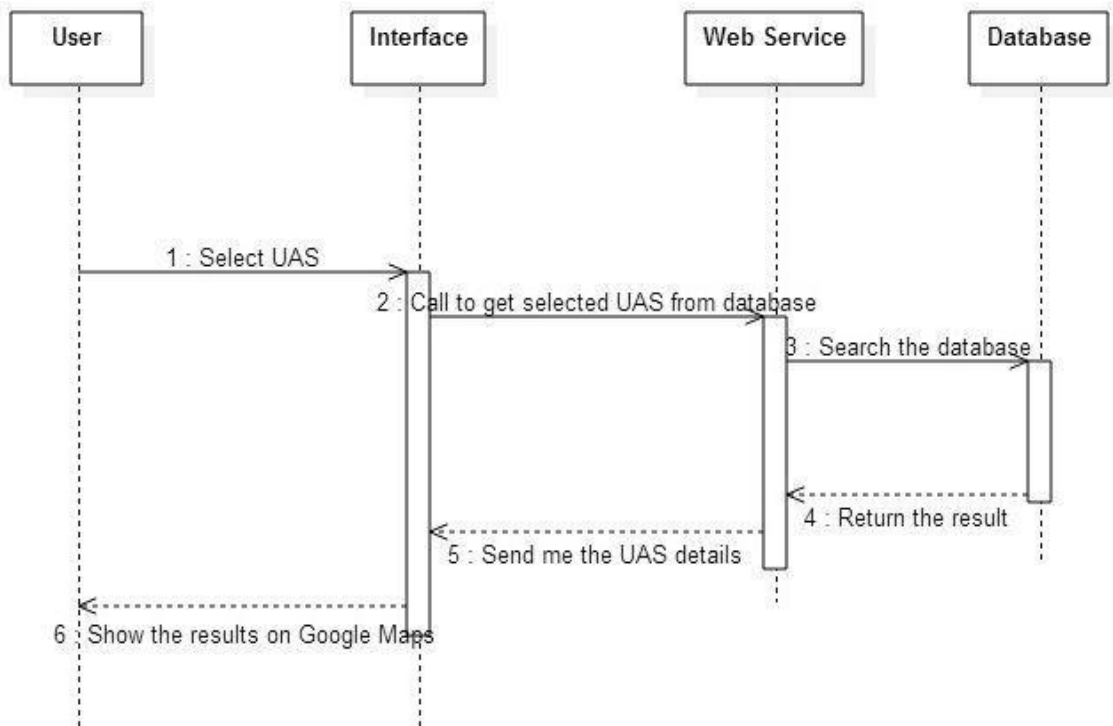 User
Interface
Web Service
Database
1 : Select UAS
2 : Call to get selected UAS from database
3 : Search the database
4 : Return the result
5 : Send me the UAS details
6 : Show the results on Google Maps